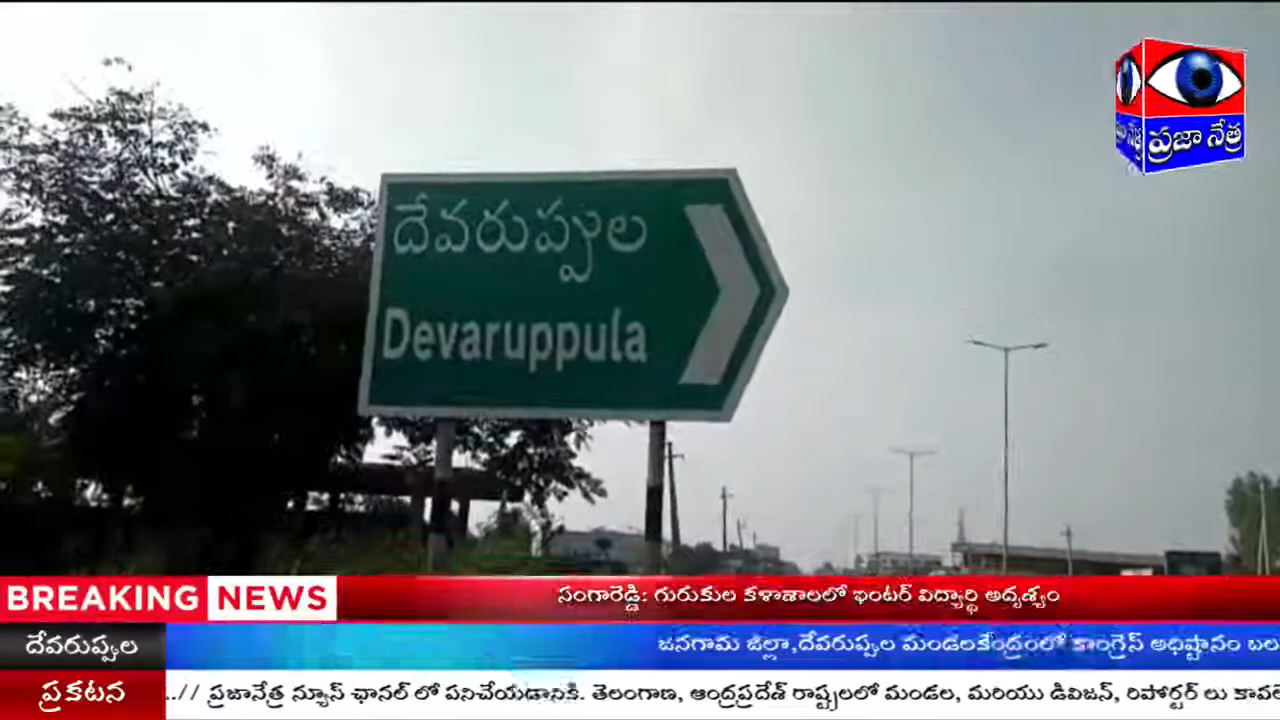 ప్రజా నేత్ర
దేవరుప్పుల
Devaruppula
BREAKING NEWS
సంగారెడ్డి: గురుకుల కళాశాలలో ఇంటర్ విద్యార్థి అదృశ్యం
దేవరుప్పుల
జనగామ జిల్లా,దేవరుప్పుల మండలకేంద్రంలో కాంగ్రెస్ అధిష్టానం
ప్రకటన
..// ప్రజానేత్ర న్యూస్ ఛానల్ లో పనిచేయడానికి. తెలంగాణ, ఆంధ్రప్రదేశ్ రాష్ట్రాలలో మండల, మరియు డివిజన్, రిపోర్టర్ లు